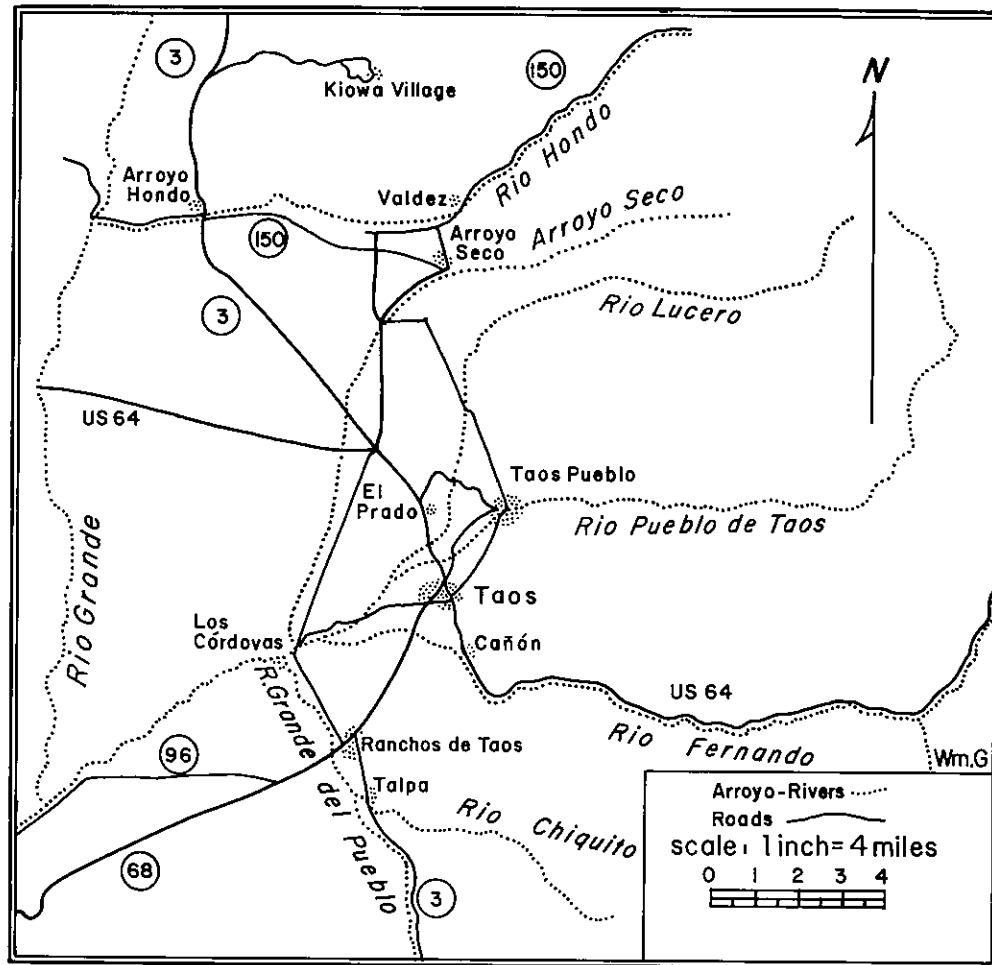 3
150
N
Kiowa Village
Rio Hondo
Arroyo
Hondo
Valdez
150
Arroyo
Seco
Arroyo Seco
3
Rio Lucero
US 64
Taos Pueblo
El
Prado
Rio Pueblo de Taos
Rio Grande
Taos
Los
Córdovas
Cañón
US 64
R. Grande del Pueblo
Rio Fernando
Wm.G
96
Ranchos de Taos
Talpa
Rio Chiquito
68
3
Arroyo-Rivers
Roads
scale: 1 inch = 4 miles
0 1 2 3 4